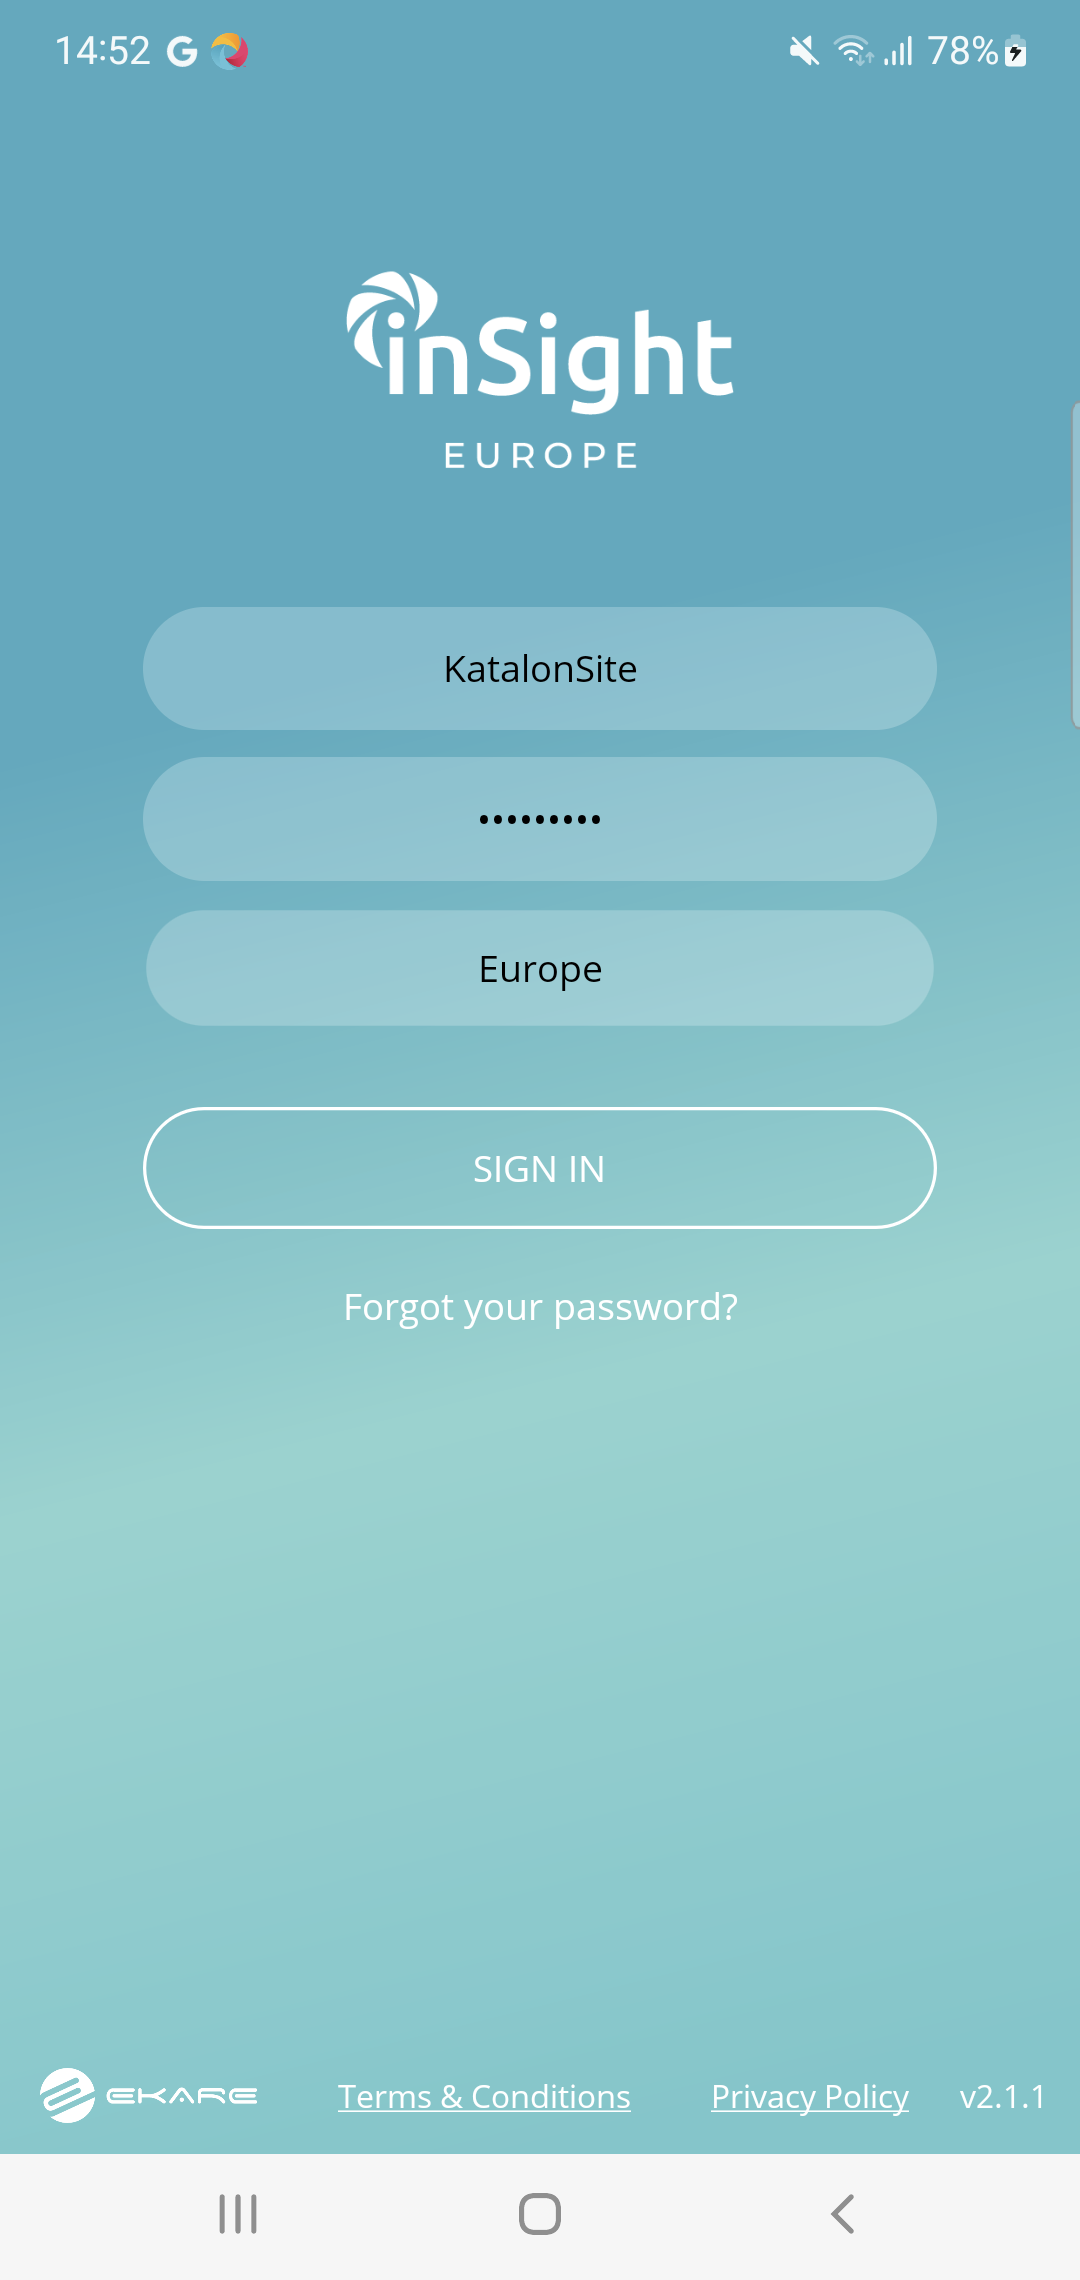 14:52 G 78%
inSight
EUROPE
KatalonSite
•••••••••
Europe
SIGN IN
Forgot your password?
EKARE Terms & Conditions Privacy Policy v2.1.1